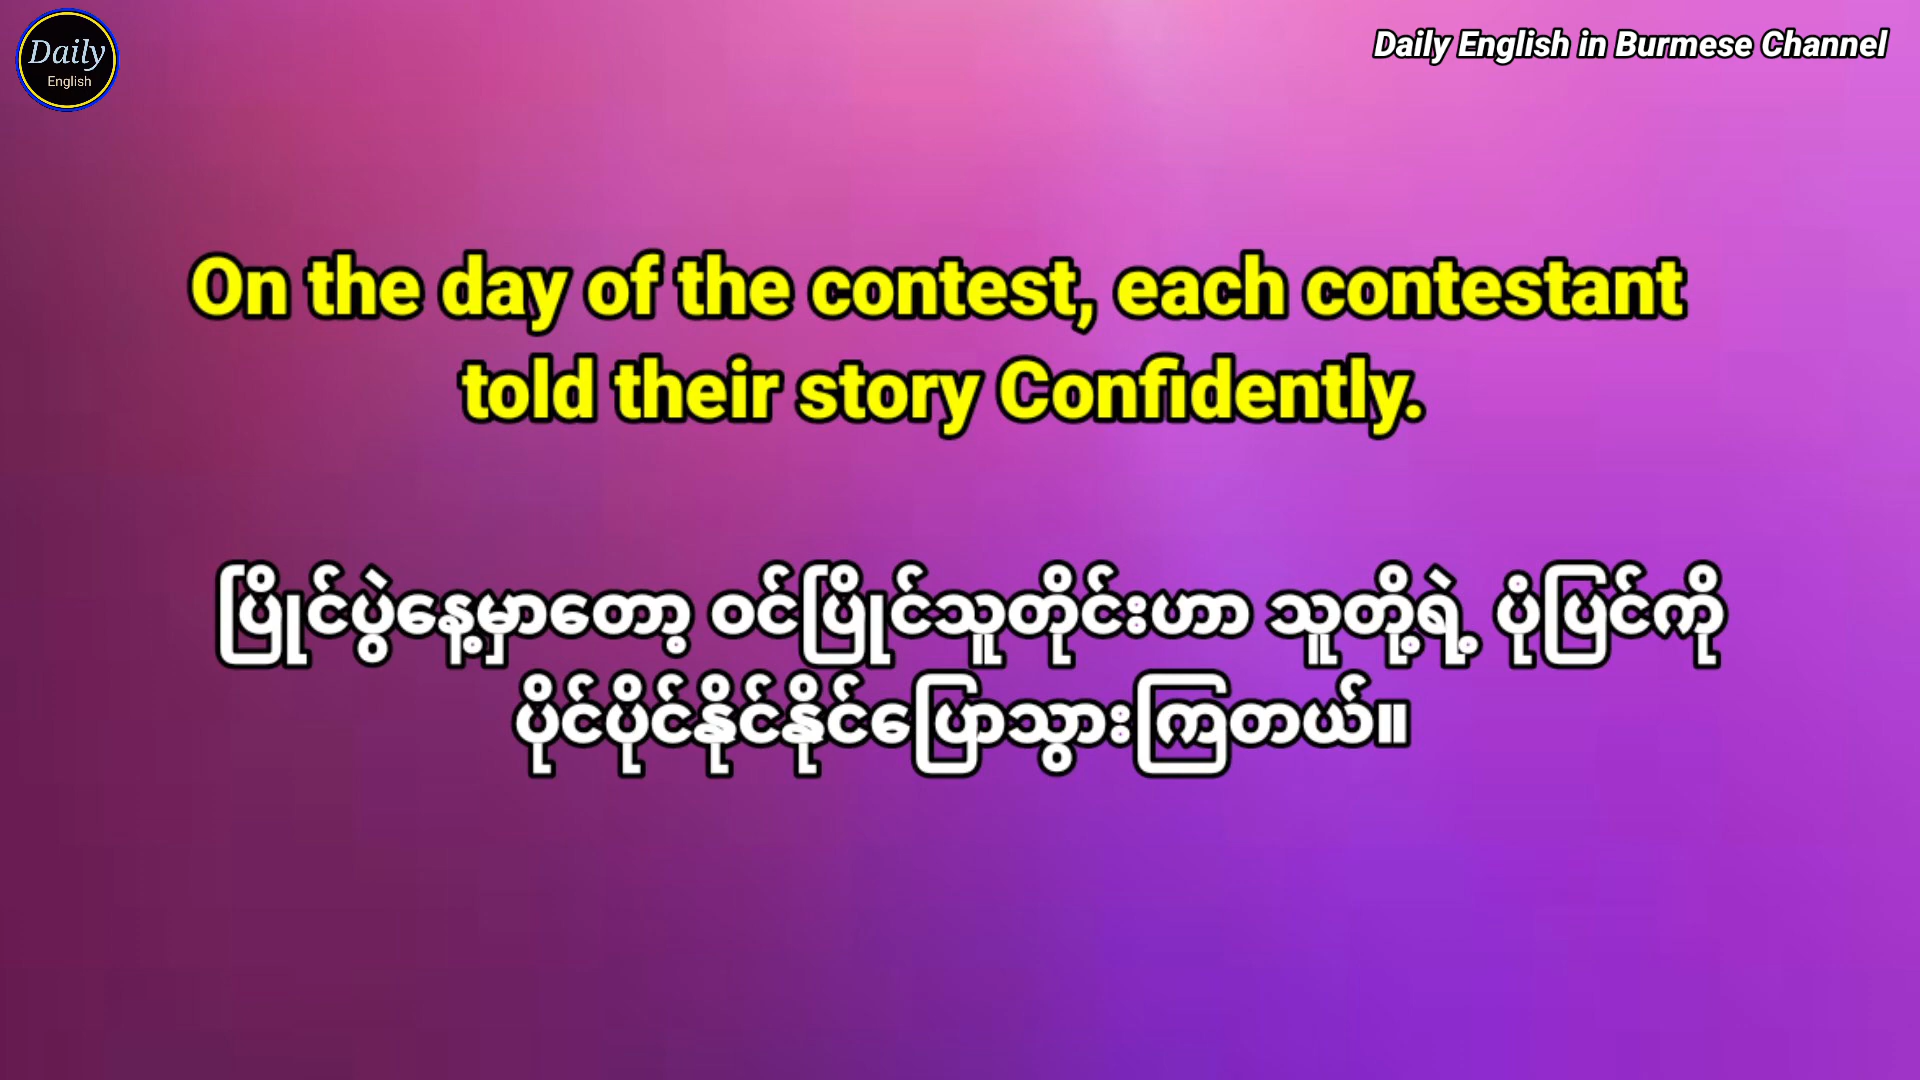 Daily
English
Daily English in Burmese Channel
On the day of the contest, each contestant
told their story Confidently.
ပြိုင်ပွဲနေ့မှာတော့ ဝင်ပြိုင်သူတိုင်းဟာ သူတို့ရဲ့ ပုံပြင်ကို
ပိုင်ပိုင်နိုင်နိုင်ပြောသွားကြတယ်။